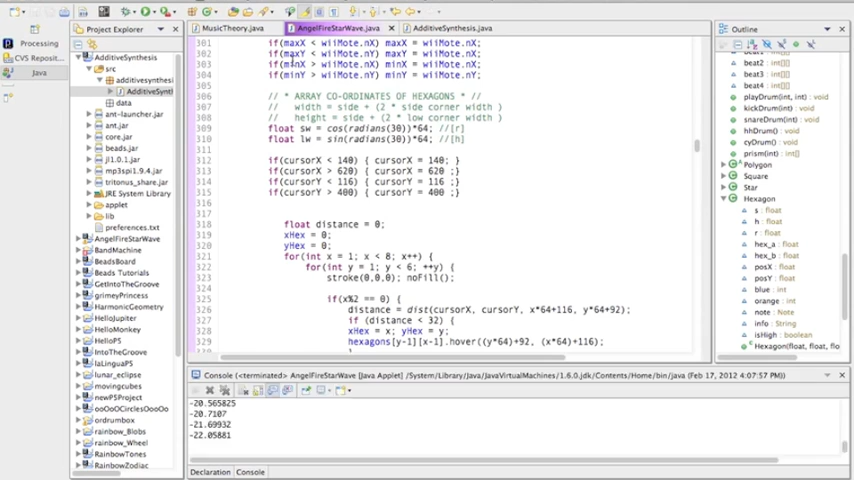 Processing
CVS Reposit...
Java
Project Explorer
AdditiveSynthesis
src
additivesynthesi
AdditiveSyntl
data
ant-launcher.jar
ant.jar
core.jar
beads.jar
jl1.0.1.jar
mp3spi1.9.4.jar
tritonus_share.jar
JRE System Library
applet
lib
preferences.txt
AngelFireStarWave
BandMachine
BeadsBoard
Beads Tutorials
GetIntoTheGroove
grimeyPrincess
HarmonicGeometry
HelloJupiter
HelloMonkey
HelloP5
IntoTheGroove
laLinguaP5
lunar_eclipse
movingcubes
newP5Project
ooOOOCirclesOooOo
ordrumbox
rainbow_Blobs
rainbow_Wheel
RainbowTones
RainbowZodiac
MusicTheory.java
AngelFireStarWave.java
AdditiveSynthesis.java
301 if(maxX < wiiMote.nX) maxX = wiiMote.nX;
302 if(maxY < wiiMote.nY) maxY = wiiMote.nY;
303 if(minX > wiiMote.nX) minX = wiiMote.nX;
304 if(minY > wiiMote.nY) minY = wiiMote.nY;
305
306 // * ARRAY CO-ORDINATES OF HEXAGONS * //
307 // width = side + (2 * side corner width )
308 // height = side + (2 * low corner width )
309 float sw = cos(radians(30))*64; //[r]
310 float lw = sin(radians(30))*64; //[h]
311
312 if(cursorX < 140) { cursorX = 140; }
313 if(cursorX > 620) { cursorX = 620 ;}
314 if(cursorY < 116) { cursorY = 116 ;}
315 if(cursorY > 400) { cursorY = 400 ;}
316
317
318 float distance = 0;
319 xHex = 0;
320 yHex = 0;
321 for(int x = 1; x < 8; x++) {
322 for(int y = 1; y < 6; ++y) {
323 stroke(0,0,0); noFill();
324
325 if(x%2 == 0) {
326 distance = dist(cursorX, cursorY, x*64+116, y*64+92);
327 if (distance < 32) {
328 xHex = x; yHex = y;
329 hexagons[y-1][x-1].hover((y*64)+92, (x*64)+116);
Console
<terminated> AngelFireStarWave [Java Applet] /System/Library/Java/JavaVirtualMachines/1.6.0.jdk/Contents/Home/bin/java (Feb 17, 2012 4:07:57 PM)
-20.565825
-20.7107
-21.69932
-22.05881
Declaration
Console
Outline
beat2 : int[]
beat3 : int[]
beat4 : int[]
playDrum(int, int) : void
kickDrum(int) : void
snareDrum(int) : void
hhDrum() : void
cyDrum() : void
prism(int) : int[]
Polygon
Square
Star
Hexagon
s : float
h : float
r : float
hex_a : float
hex_b : float
posX : float
posY : float
blue : int
orange : int
note : Note
info : String
isHigh : boolean
Hexagon(float, float, flo